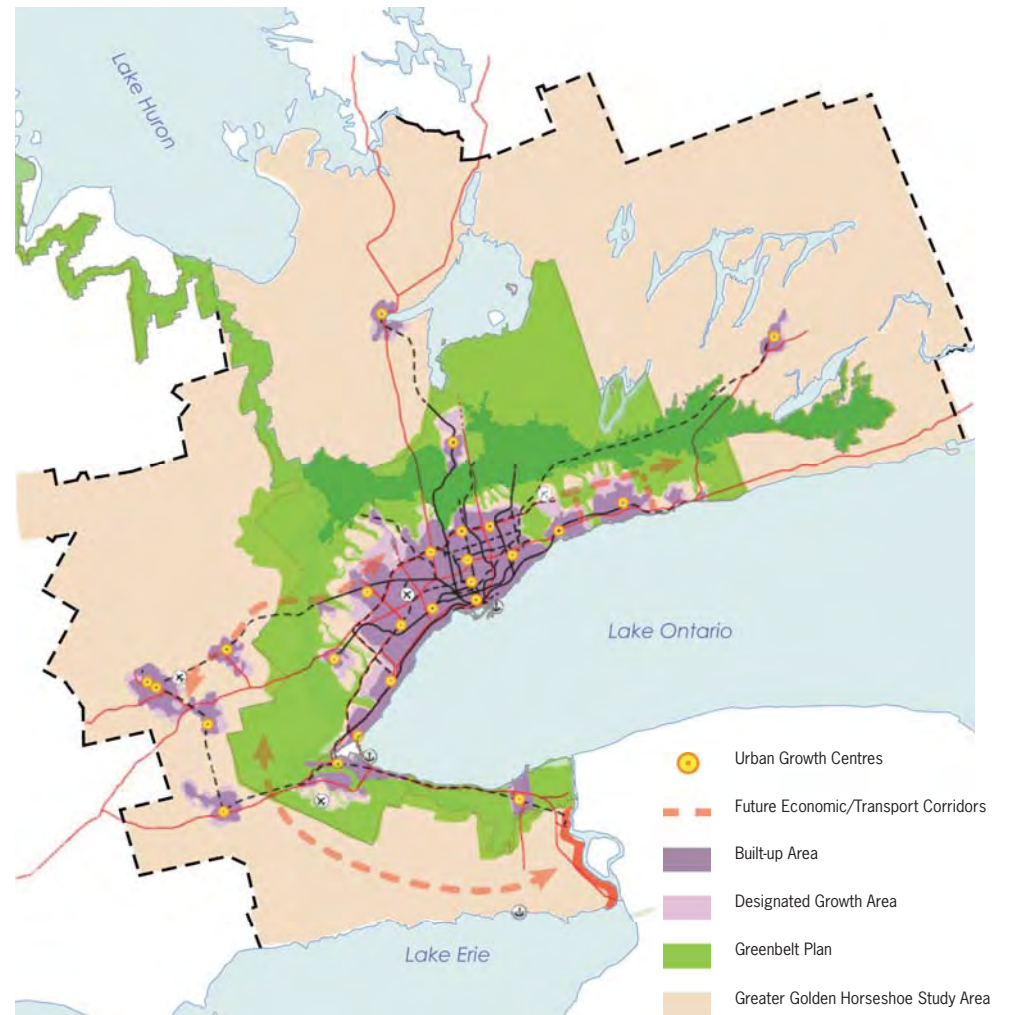 Lake Huron
Lake Ontario
Lake Erie
Urban Growth Centres
Future Economic/Transport Corridors
Built-up Area
Designated Growth Area
Greenbelt Plan
Greater Golden Horseshoe Study Area